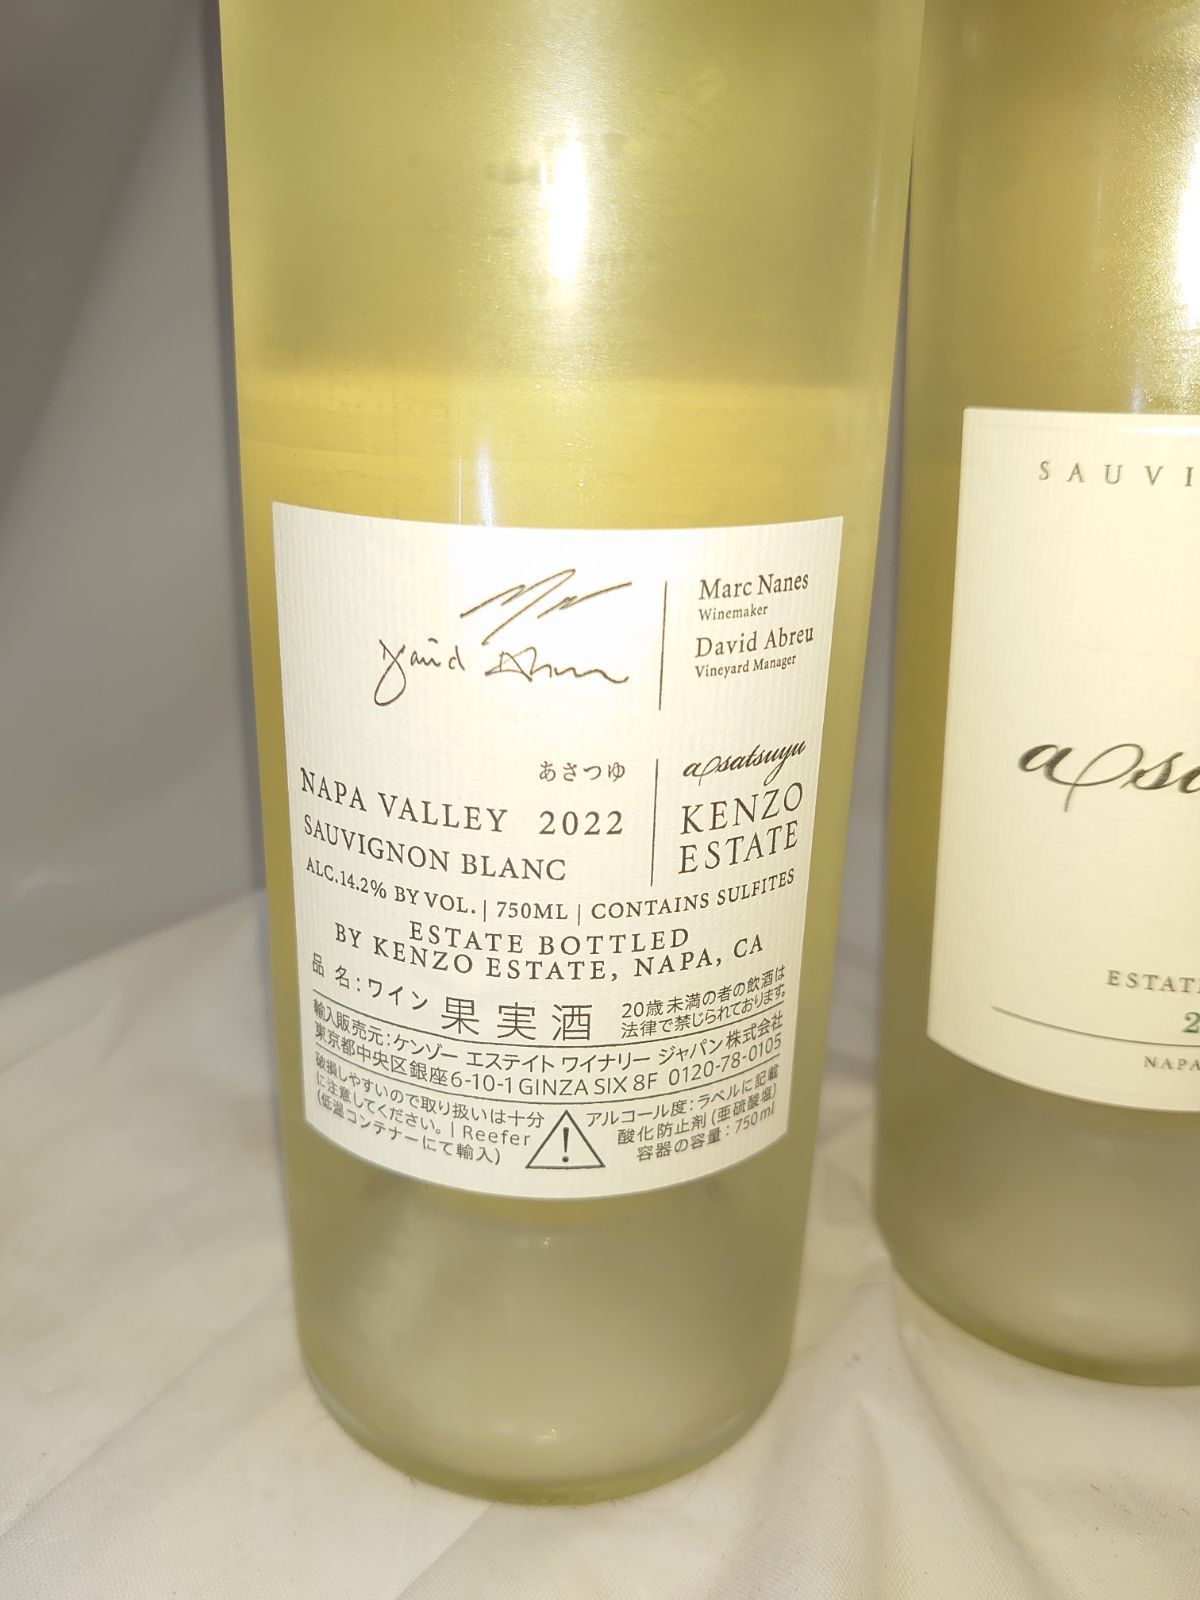 David Abreu
Marc Nanes
Winemaker
David Abreu
Vineyard Manager
あさつゆ
NAPA VALLEY 2022
SAUVIGNON BLANC
asatsuyu
KENZO
ESTATE
ALC.14.2% BY VOL. | 750ML | CONTAINS SULFITES
ESTATE BOTTLED
BY KENZO ESTATE, NAPA, CA
品 名:ワイン 果実酒
20歳未満の者の飲酒は
法律で禁じられております。
輸入販売元:ケンゾー エステイト ワイナリー ジャパン株式会社
東京都中央区銀座6-10-1 GINZA SIX 8F 0120-78-0105
破損しやすいので取り扱いは十分
に注意してください。| Reefer
(低温コンテナーにて輸入)
アルコール度:ラベルに記載
酸化防止剤(亜硫酸塩)
容器の容量:750ml
SAUVI
asa
ESTAT
2
NAPA